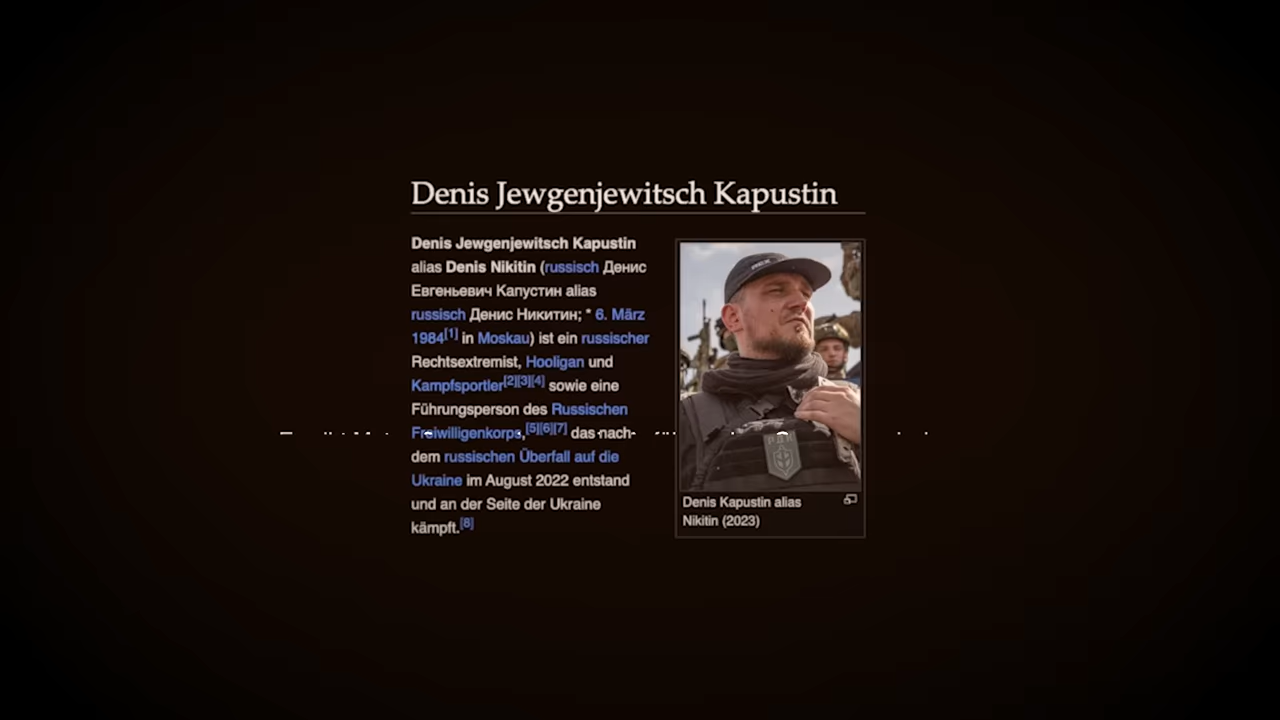 Denis Jewgenjewitsch Kapustin
Denis Jewgenjewitsch Kapustin
alias Denis Nikitin (russisch Денис
Евгеньевич Капустин alias
russisch Денис Никитин; * 6. März
1984[1] in Moskau) ist ein russischer
Rechtsextremist, Hooligan und
Kampfsportler[2][3][4] sowie eine
Führungsperson des Russischen
Freiwilligenkorps,[5][6][7] das nach-
dem russischen Überfall auf die
Ukraine im August 2022 entstand
und an der Seite der Ukraine
kämpft.[8]
РДК
Denis Kapustin alias
Nikitin (2023)